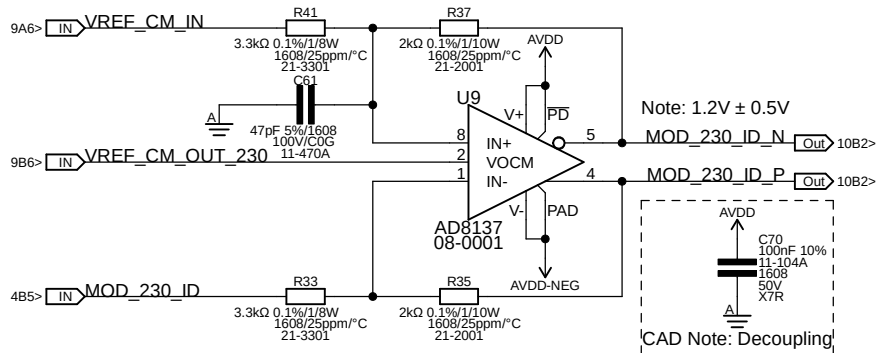 R41
R37
9A6> IN VREF_CM_IN
3.3kΩ 0.1%/1/8W
1608/25ppm/°C
21-3301
2kΩ 0.1%/1/10W
1608/25ppm/°C
21-2001
AVDD
C61
A
47pF 5%/1608
100V/C0G
11-470A
U9
V+
PD
Note: 1.2V ± 0.5V
8 IN+
5 MOD_230_ID_N Out 10B2>
9B6> IN VREF_CM_OUT_230
2 VOCM
1 IN-
4 MOD_230_ID_P Out 10B2>
V-
PAD
AD8137
08-0001
AVDD-NEG
AVDD
C70
100nF 10%
11-104A
1608
50V
X7R
A
CAD Note: Decoupling
R33
R35
4B5> IN MOD_230_ID
3.3kΩ 0.1%/1/8W
1608/25ppm/°C
21-3301
2kΩ 0.1%/1/10W
1608/25ppm/°C
21-2001